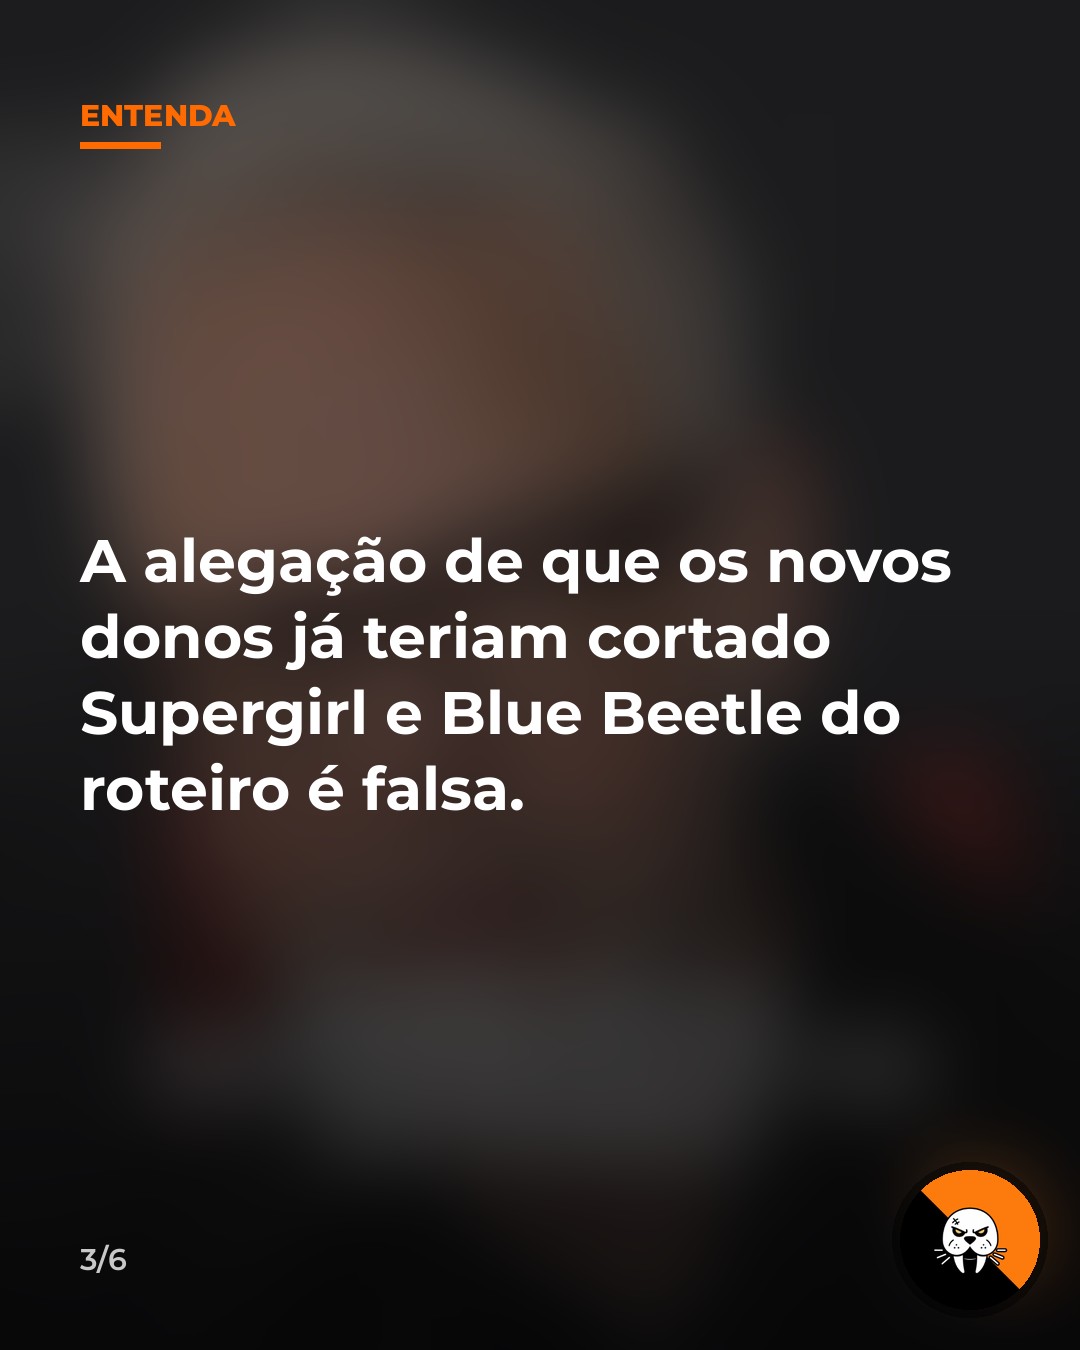 ENTENDA
A alegação de que os novos
donos já teriam cortado
Supergirl e Blue Beetle do
roteiro é falsa.
3/6